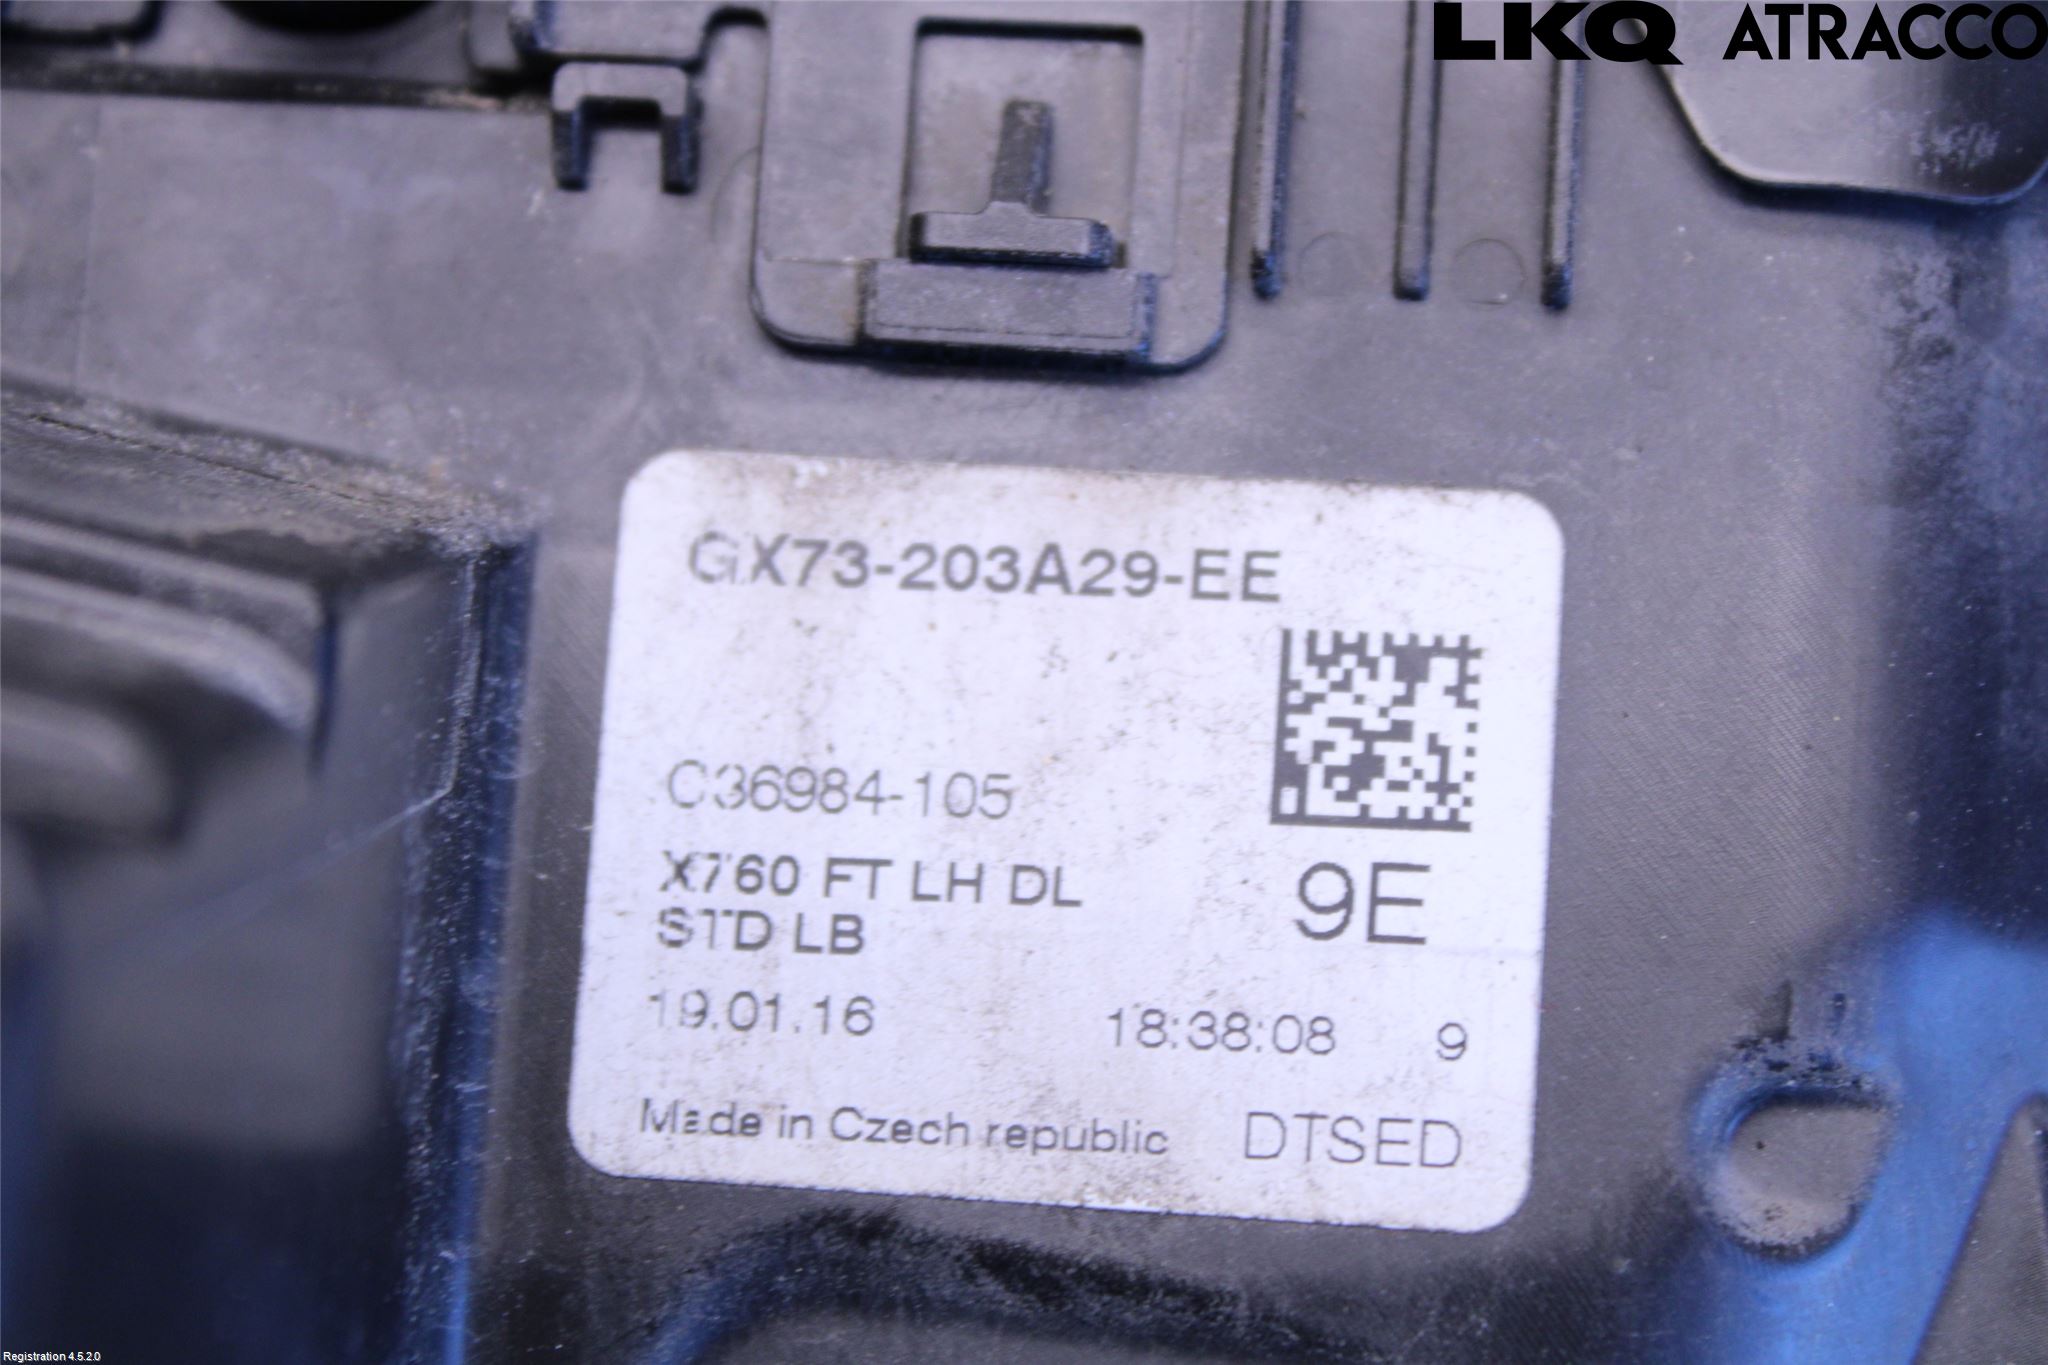 LKQ ATRACCO
GX73-203A29-EE
C36984-105
X760 FT LH DL
STD LB
9E
19.01.16 18:38:08 9
Made in Czech republic DTSED
Registration 4.5.2.0